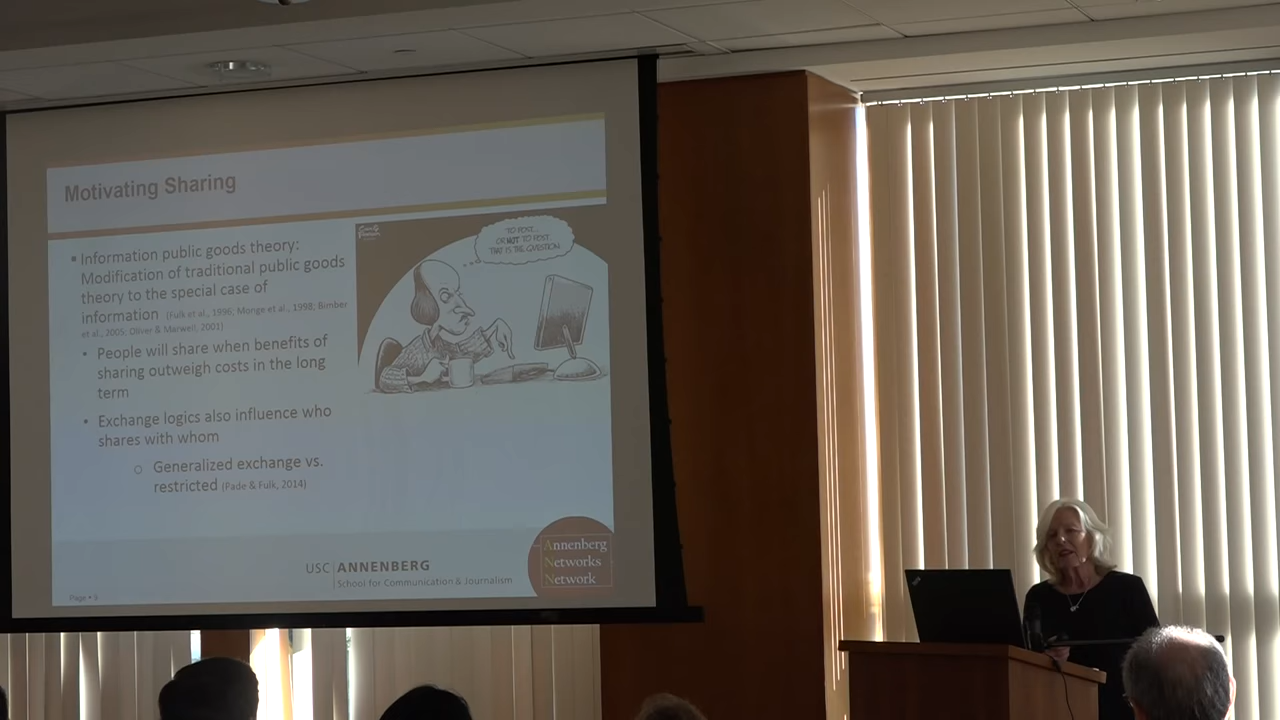 Motivating Sharing
▪ Information public goods theory:
Modification of traditional public goods
theory to the special case of
information (Fulk et al., 1996; Monge et al., 1998; Bimber
et al., 2005; Oliver & Marwell, 2001)
• People will share when benefits of
sharing outweigh costs in the long
term
• Exchange logics also influence who
shares with whom
o Generalized exchange vs.
restricted (Pade & Fulk, 2014)
TO POST...
OR NOT TO POST.
THAT IS THE QUESTION.
USC ANNENBERG
School for Communication & Journalism
Annenberg
Networks
Network
Page ▪ 9